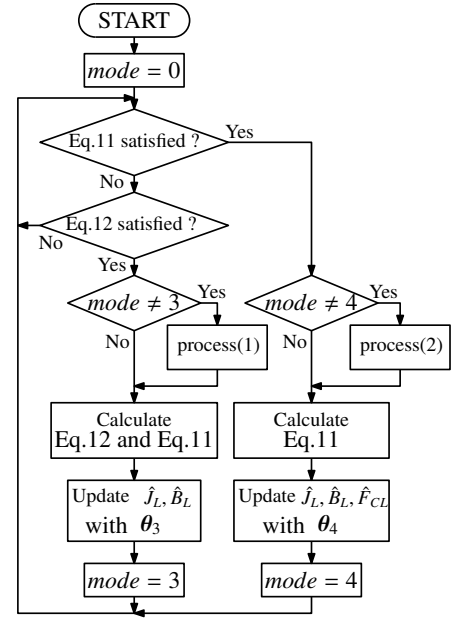 START
mode = 0
Eq.11 satisfied ?
Yes
No
Eq.12 satisfied ?
No
Yes
mode ≠ 3
Yes
No
process(1)
mode ≠ 4
Yes
No
process(2)
Calculate
Eq.12 and Eq.11
Calculate
Eq.11
Update Ĵ_L, B̂_L
with θ_3
Update Ĵ_L, B̂_L, F̂_CL
with θ_4
mode = 3
mode = 4